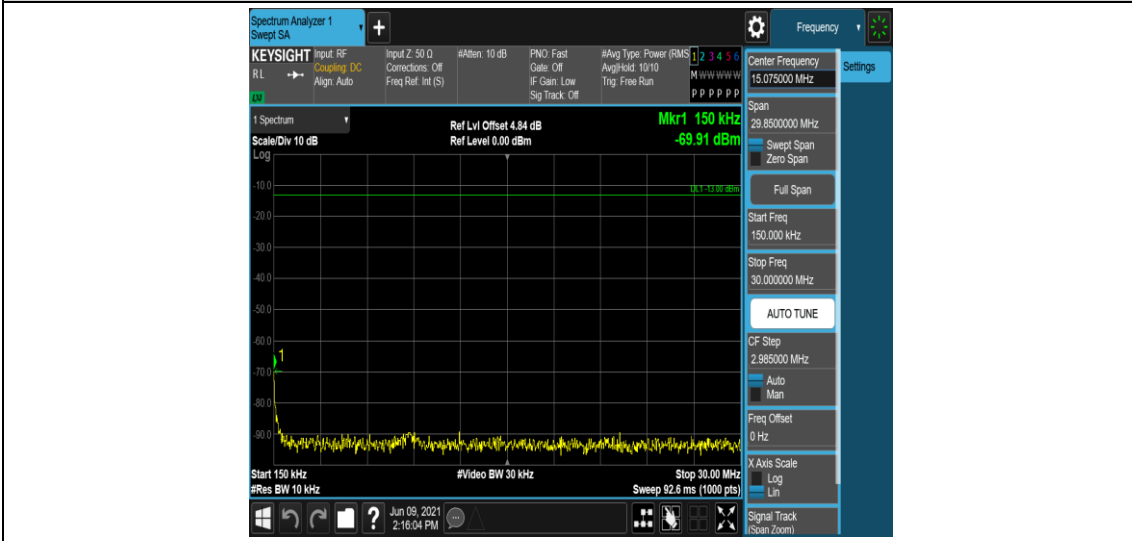 Spectrum Analyzer 1
Swept SA
+
Frequency
KEYSIGHT
R L
LNI
Input: RF
Coupling: DC
Align: Auto
Input Z: 50 Ω
Corrections: Off
Freq Ref: Int (S)
#Atten: 10 dB
PNO: Fast
Gate: Off
IF Gain: Low
Sig Track: Off
#Avg Type: Power (RMS
Avg|Hold: 10/10
Trig: Free Run
1 2 3 4 5 6
M W W W W W
P P P P P P
1 Spectrum
Scale/Div 10 dB
Log
Ref Lvl Offset 4.84 dB
Ref Level 0.00 dBm
Mkr1 150 kHz
-69.91 dBm
-10.0
DL1 -13.00 dBm
-20.0
-30.0
-40.0
-50.0
-60.0
1
-70.0
-80.0
-90.0
Start 150 kHz
#Res BW 10 kHz
#Video BW 30 kHz
Stop 30.00 MHz
Sweep 92.6 ms (1000 pts)
?
Jun 09, 2021
2:16:04 PM
Center Frequency
15.075000 MHz
Settings
Span
29.8500000 MHz
Swept Span
Zero Span
Full Span
Start Freq
150.000 kHz
Stop Freq
30.000000 MHz
AUTO TUNE
CF Step
2.985000 MHz
Auto
Man
Freq Offset
0 Hz
X Axis Scale
Log
Lin
Signal Track
(Span Zoom)